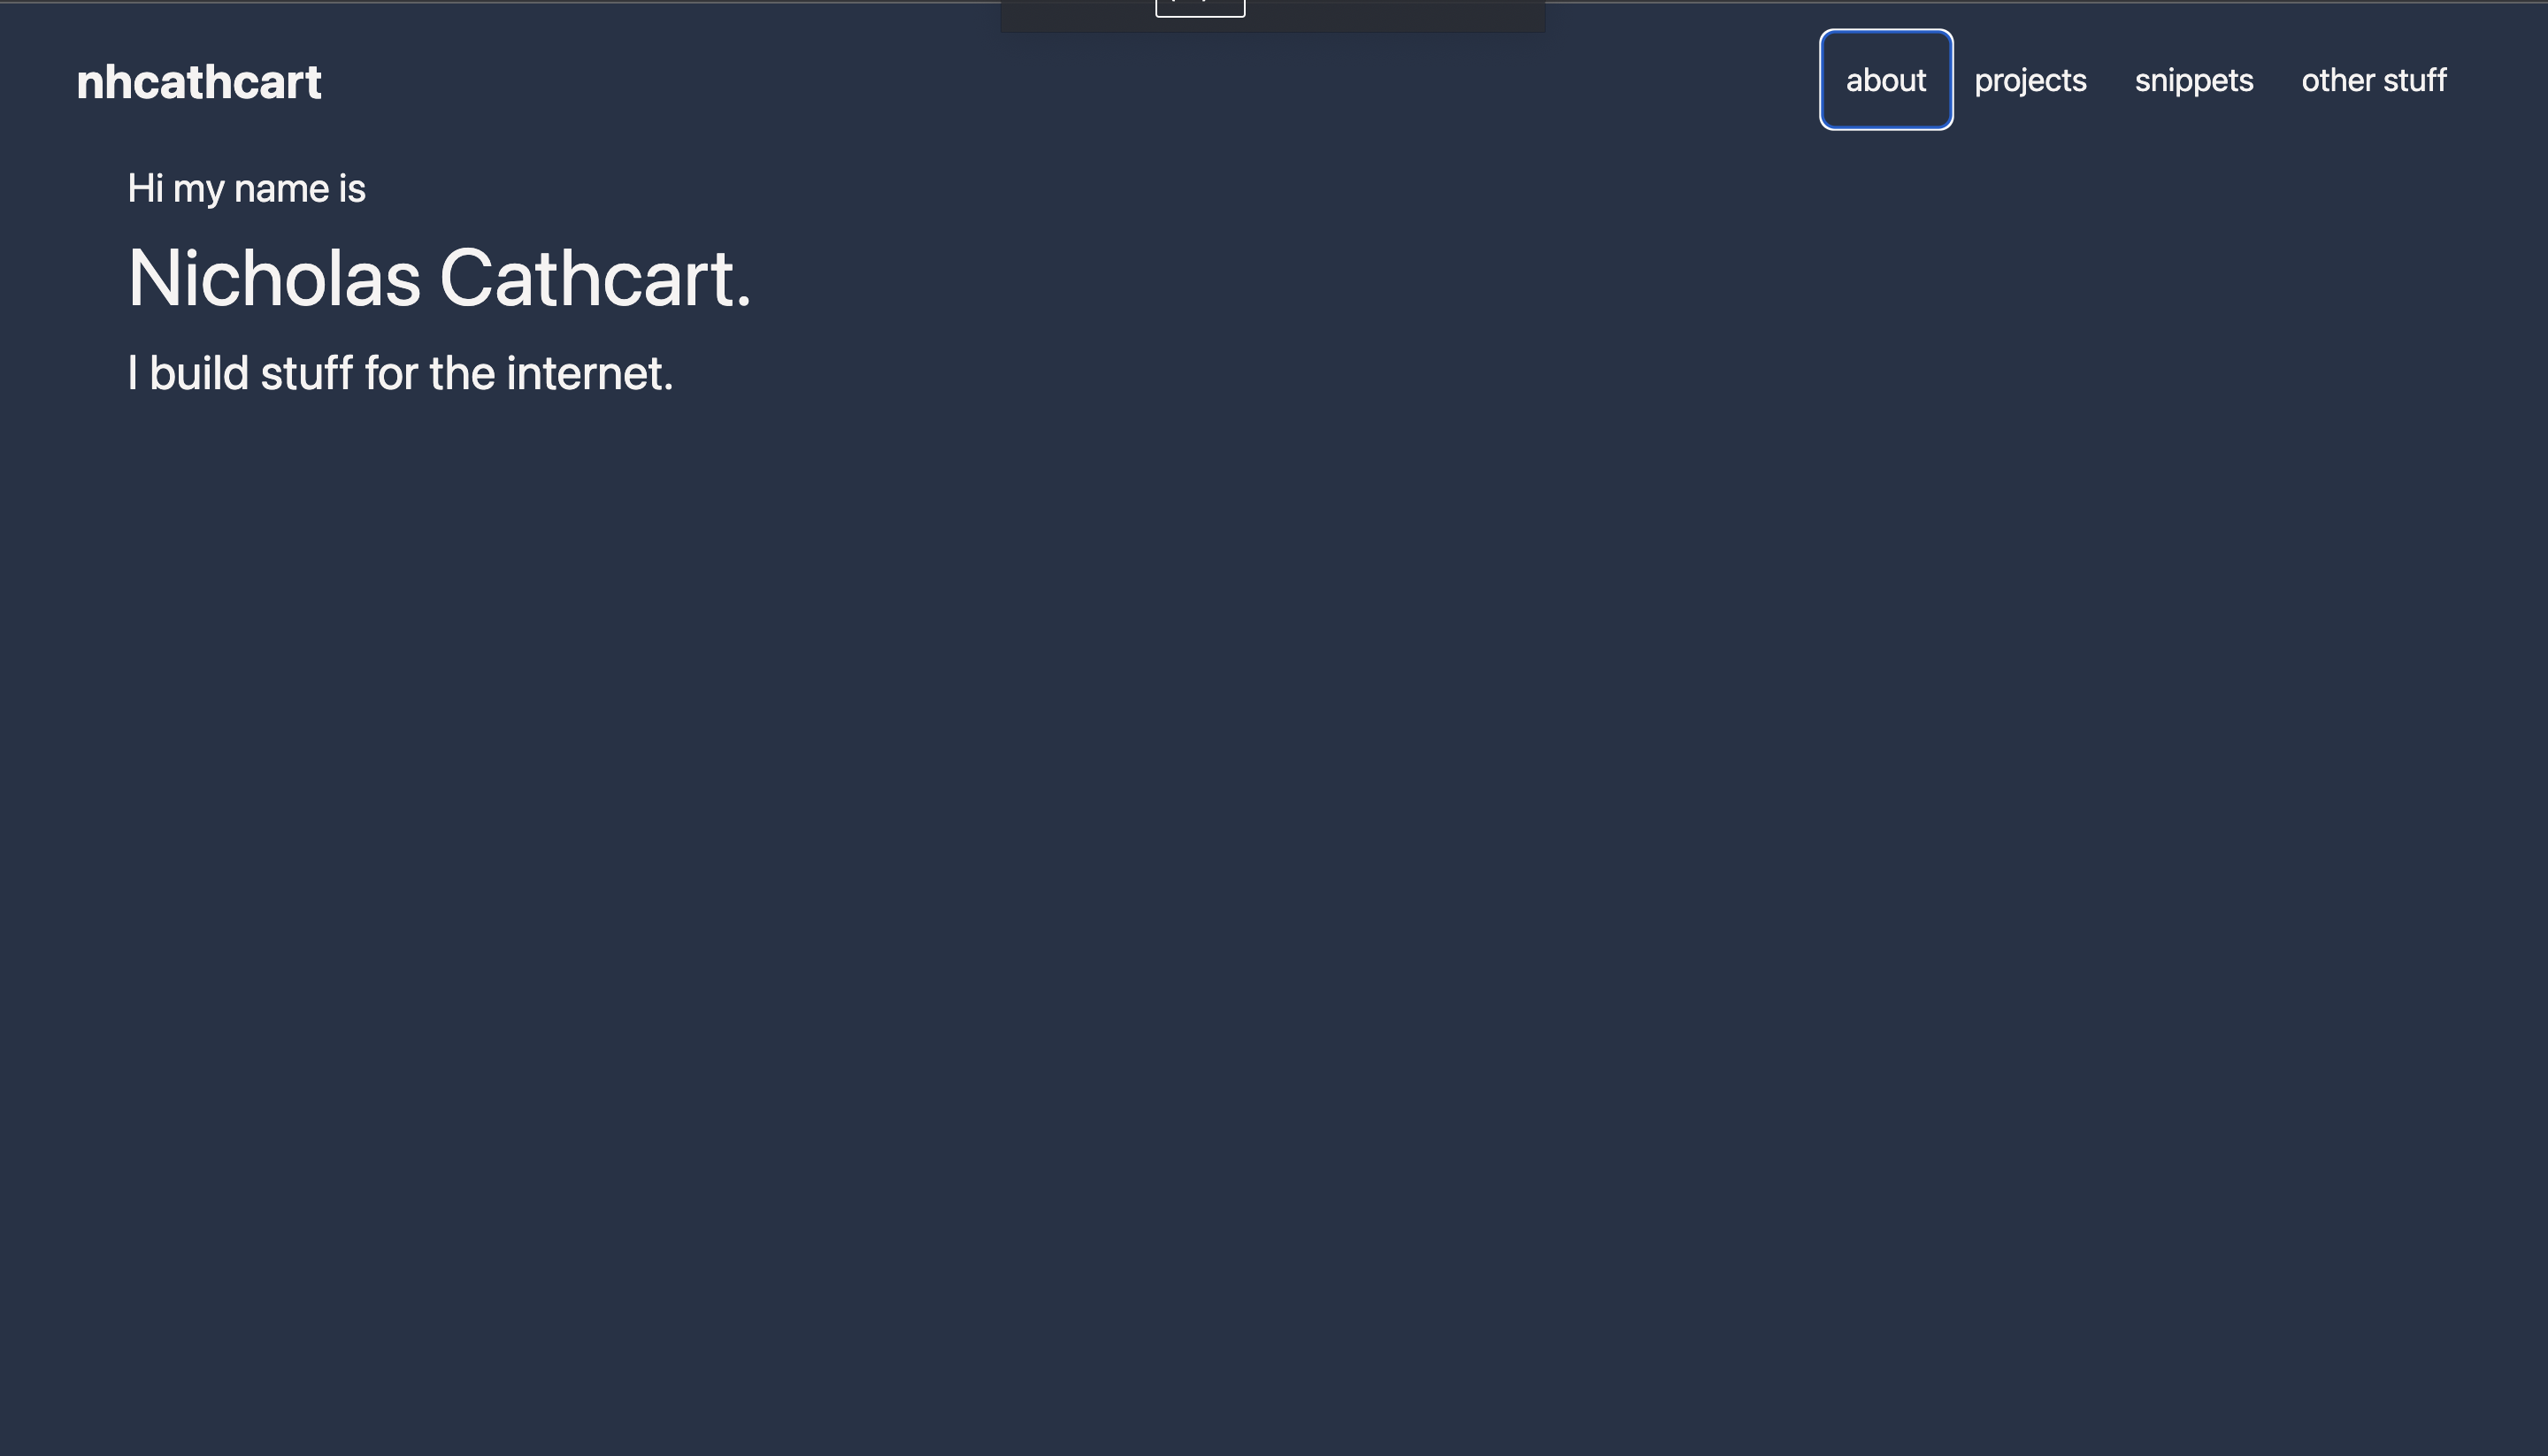 nhcathcart
about projects snippets other stuff
Hi my name is
Nicholas Cathcart.
I build stuff for the internet.